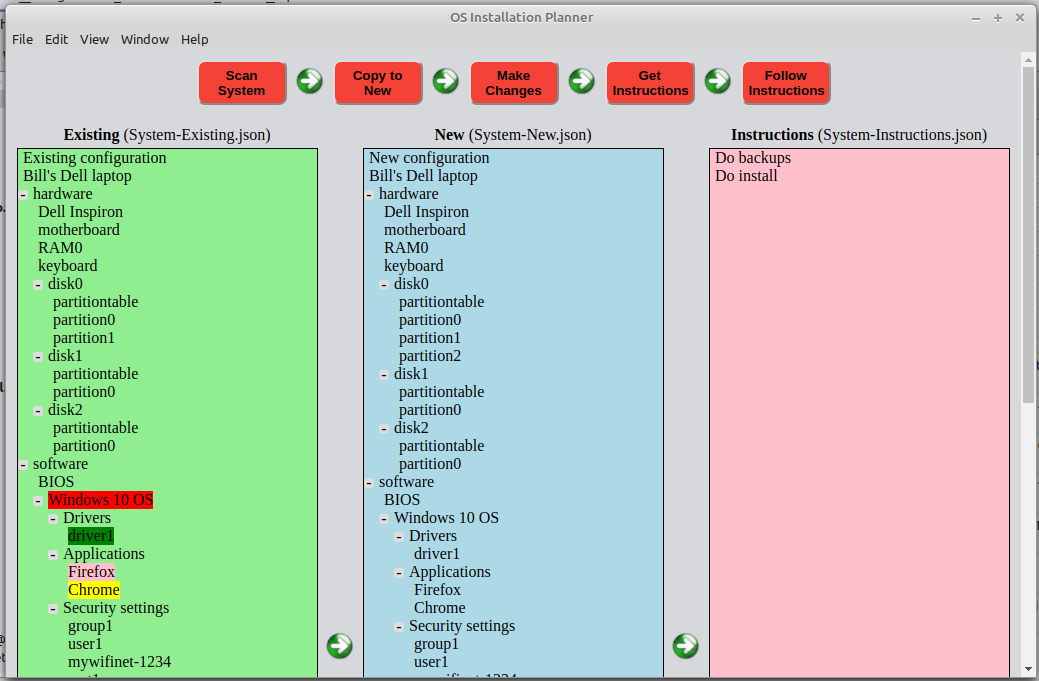 OS Installation Planner
File Edit View Window Help
Scan System
Copy to New
Make Changes
Get Instructions
Follow Instructions
Existing (System-Existing.json)
Existing configuration
Bill's Dell laptop
- hardware
Dell Inspiron
motherboard
RAM0
keyboard
- disk0
partitiontable
partition0
partition1
- disk1
partitiontable
partition0
- disk2
partitiontable
partition0
- software
BIOS
- Windows 10 OS
- Drivers
driver1
- Applications
Firefox
Chrome
- Security settings
group1
user1
mywifinet-1234
New (System-New.json)
New configuration
Bill's Dell laptop
- hardware
Dell Inspiron
motherboard
RAM0
keyboard
- disk0
partitiontable
partition0
partition1
partition2
- disk1
partitiontable
partition0
- disk2
partitiontable
partition0
- software
BIOS
- Windows 10 OS
- Drivers
driver1
- Applications
Firefox
Chrome
- Security settings
group1
user1
Instructions (System-Instructions.json)
Do backups
Do install